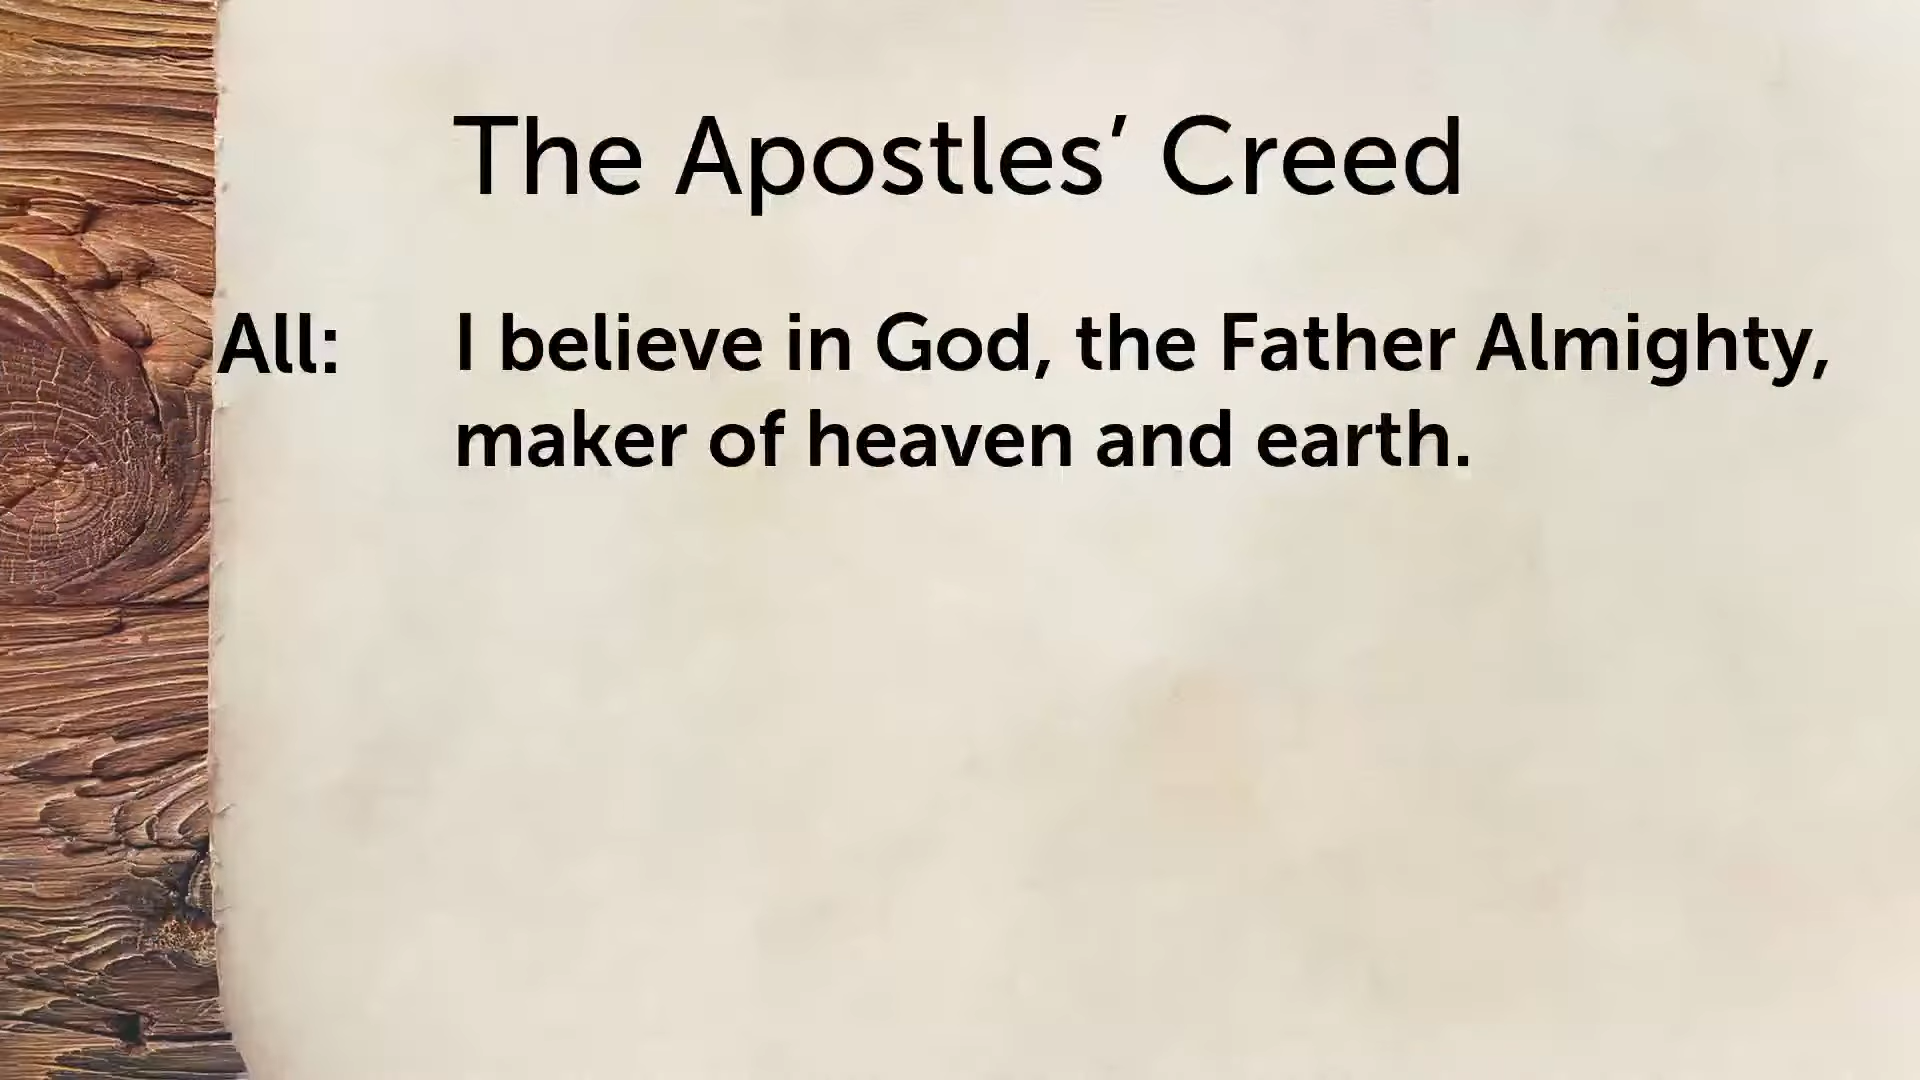 The Apostles’ Creed
All: I believe in God, the Father Almighty,
maker of heaven and earth.